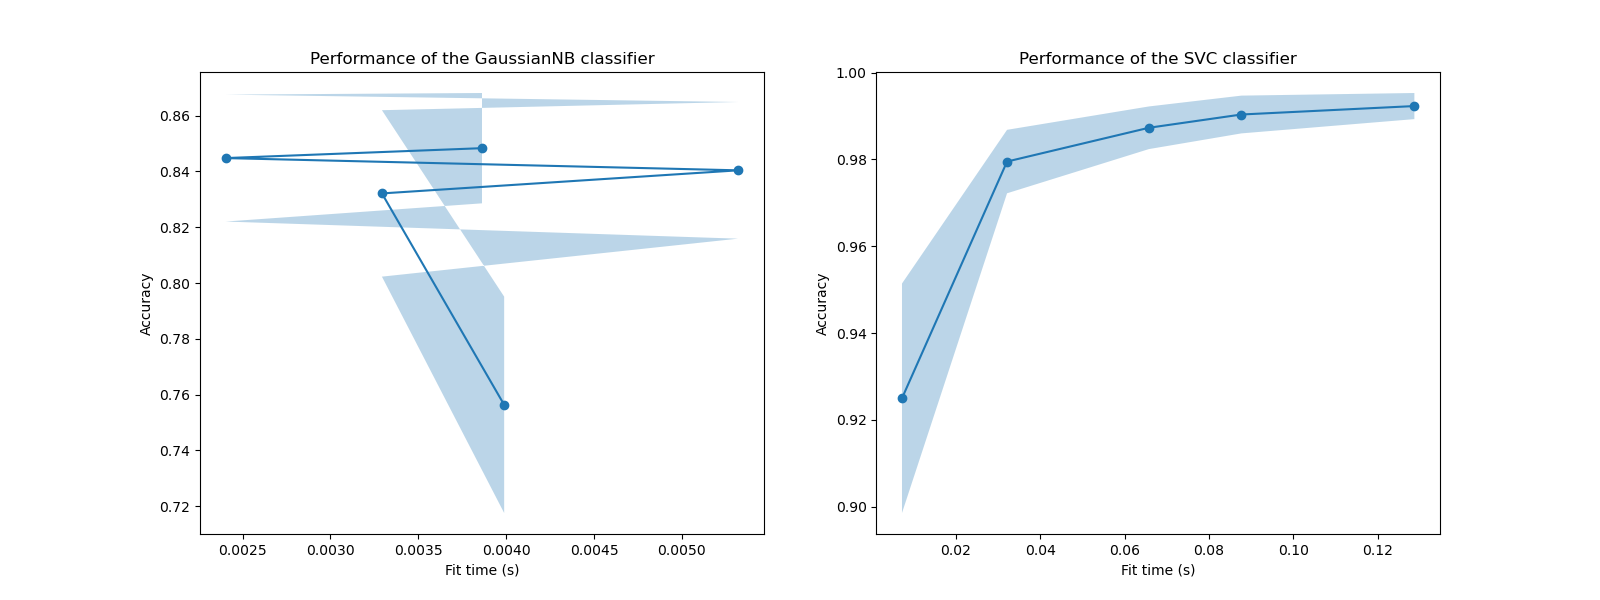 Performance of the GaussianNB classifier
0.86
0.84
0.82
0.80
0.78
0.76
0.74
0.72
Accuracy
0.0025 0.0030 0.0035 0.0040 0.0045 0.0050
Fit time (s)
Performance of the SVC classifier
1.00
0.98
0.96
0.94
0.92
0.90
Accuracy
0.02 0.04 0.06 0.08 0.10 0.12
Fit time (s)